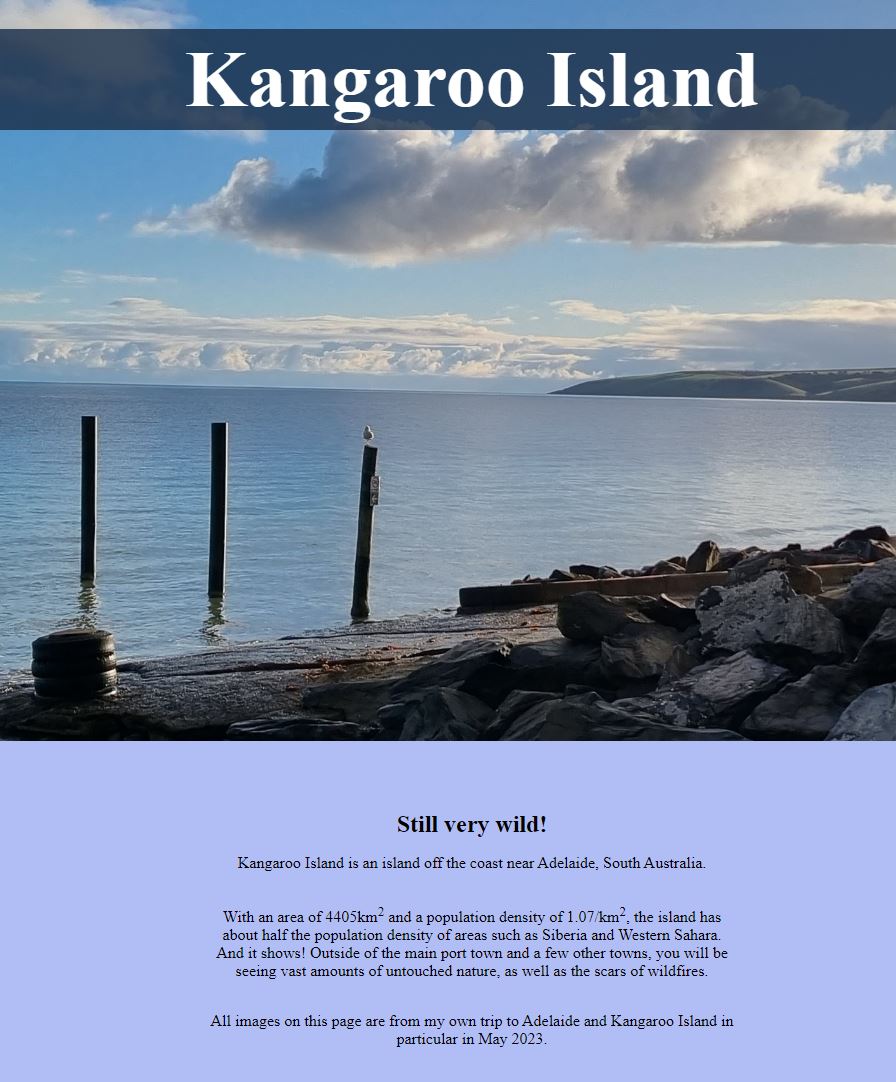 Kangaroo Island
Still very wild!
Kangaroo Island is an island off the coast near Adelaide, South Australia.
With an area of 4405km² and a population density of 1.07/km², the island has
about half the population density of areas such as Siberia and Western Sahara.
And it shows! Outside of the main port town and a few other towns, you will be
seeing vast amounts of untouched nature, as well as the scars of wildfires.
All images on this page are from my own trip to Adelaide and Kangaroo Island in
particular in May 2023.